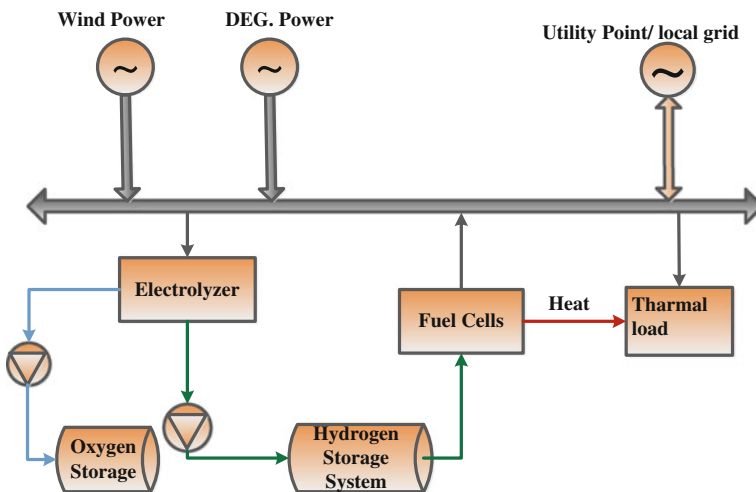 Wind Power
DEG. Power
Utility Point/ local grid
~
~
~
Electrolyzer
Fuel Cells
Heat
Tharmal
load
Oxygen
Storage
Hydrogen
Storage
System